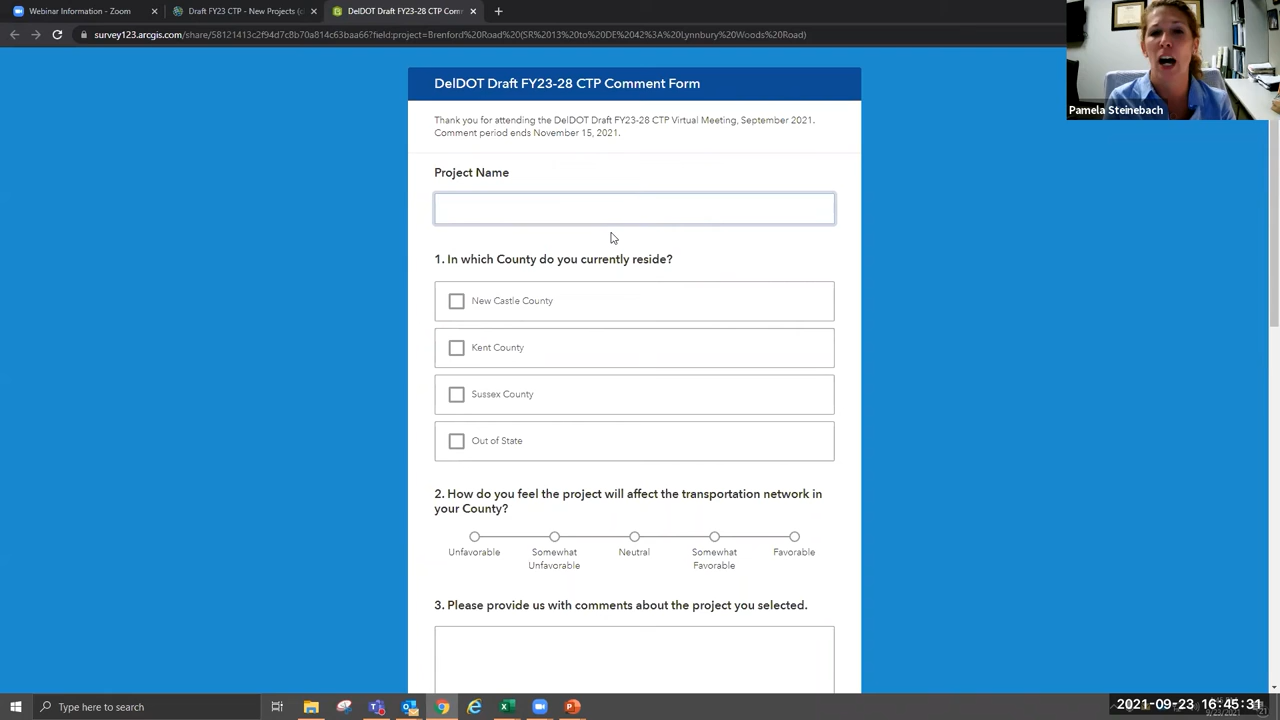 Webinar Information - Zoom
Draft FY23 CTP - New Projects (c
DelDOT Draft FY23-28 CTP Comm
survey123.arcgis.com/share/58121413c2f94d7c8b70a814c63baa66?field:project=Brenford%20Road%20(SR%2013%20to%20DE%2042%3A%20Lynnbury%20Woods%20Road)
Pamela Steinebach
DelDOT Draft FY23-28 CTP Comment Form
Thank you for attending the DelDOT Draft FY23-28 CTP Virtual Meeting, September 2021.
Comment period ends November 15, 2021.
Project Name
1. In which County do you currently reside?
New Castle County
Kent County
Sussex County
Out of State
2. How do you feel the project will affect the transportation network in
your County?
Unfavorable
Somewhat
Unfavorable
Neutral
Somewhat
Favorable
Favorable
3. Please provide us with comments about the project you selected.
Type here to search
2021-09-23 16:45:31